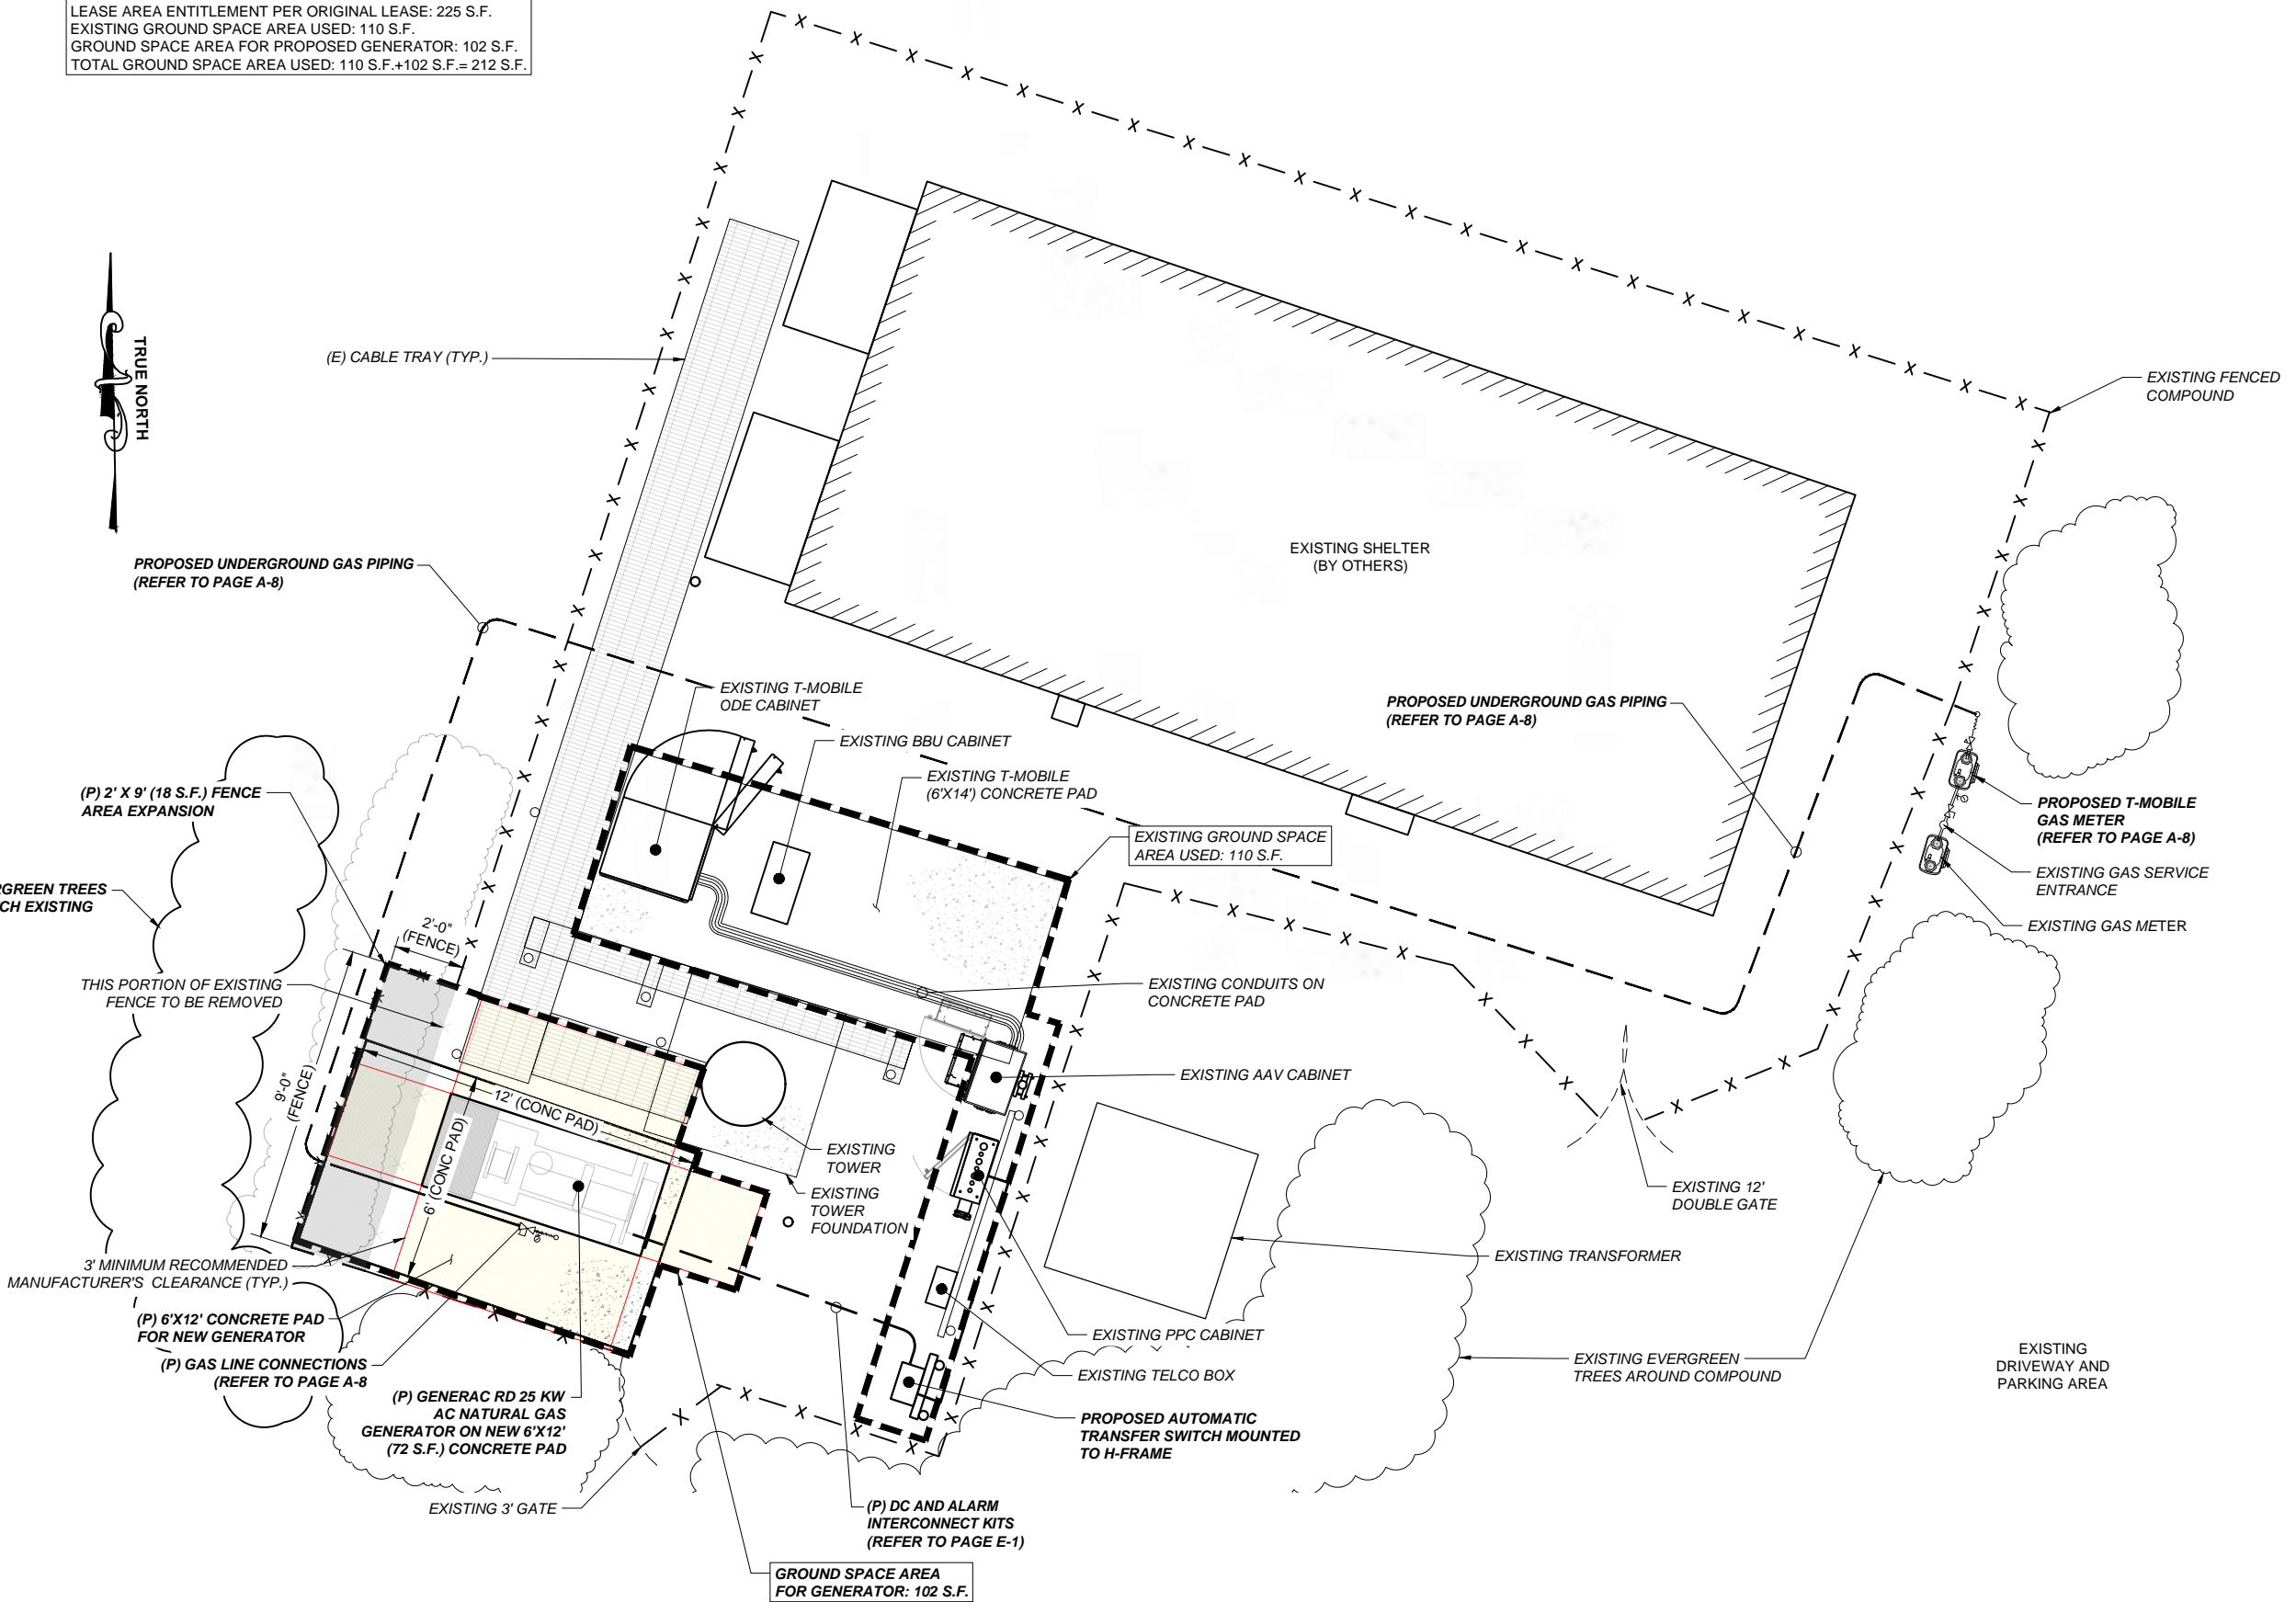 LEASE AREA ENTITLEMENT PER ORIGINAL LEASE: 225 S.F.
EXISTING GROUND SPACE AREA USED: 110 S.F.
GROUND SPACE AREA FOR PROPOSED GENERATOR: 102 S.F.
TOTAL GROUND SPACE AREA USED: 110 S.F.+102 S.F.= 212 S.F.
TRUE NORTH
(E) CABLE TRAY (TYP.)
EXISTING FENCED
COMPOUND
EXISTING SHELTER
(BY OTHERS)
PROPOSED UNDERGROUND GAS PIPING
(REFER TO PAGE A-8)
EXISTING T-MOBILE
ODE CABINET
PROPOSED UNDERGROUND GAS PIPING
(REFER TO PAGE A-8)
EXISTING BBU CABINET
EXISTING T-MOBILE
(6'X14') CONCRETE PAD
(P) 2' X 9' (18 S.F.) FENCE
AREA EXPANSION
PROPOSED T-MOBILE
GAS METER
(REFER TO PAGE A-8)
EXISTING GROUND SPACE
AREA USED: 110 S.F.
EXISTING GAS SERVICE
ENTRANCE
TREES
EXISTING
EXISTING GAS METER
2'-0"
(FENCE)
THIS PORTION OF EXISTING
FENCE TO BE REMOVED
EXISTING CONDUITS ON
CONCRETE PAD
9'-0"
(FENCE)
12' (CONC PAD)
6' (CONC PAD)
EXISTING AAV CABINET
EXISTING
TOWER
EXISTING
TOWER
FOUNDATION
EXISTING 12'
DOUBLE GATE
EXISTING TRANSFORMER
3' MINIMUM RECOMMENDED
MANUFACTURER'S CLEARANCE (TYP.)
(P) 6'X12' CONCRETE PAD
FOR NEW GENERATOR
EXISTING PPC CABINET
(P) GAS LINE CONNECTIONS
(REFER TO PAGE A-8
EXISTING TELCO BOX
EXISTING EVERGREEN
TREES AROUND COMPOUND
EXISTING
DRIVEWAY AND
PARKING AREA
(P) GENERAC RD 25 KW
AC NATURAL GAS
GENERATOR ON NEW 6'X12'
(72 S.F.) CONCRETE PAD
PROPOSED AUTOMATIC
TRANSFER SWITCH MOUNTED
TO H-FRAME
EXISTING 3' GATE
(P) DC AND ALARM
INTERCONNECT KITS
(REFER TO PAGE E-1)
GROUND SPACE AREA
FOR GENERATOR: 102 S.F.